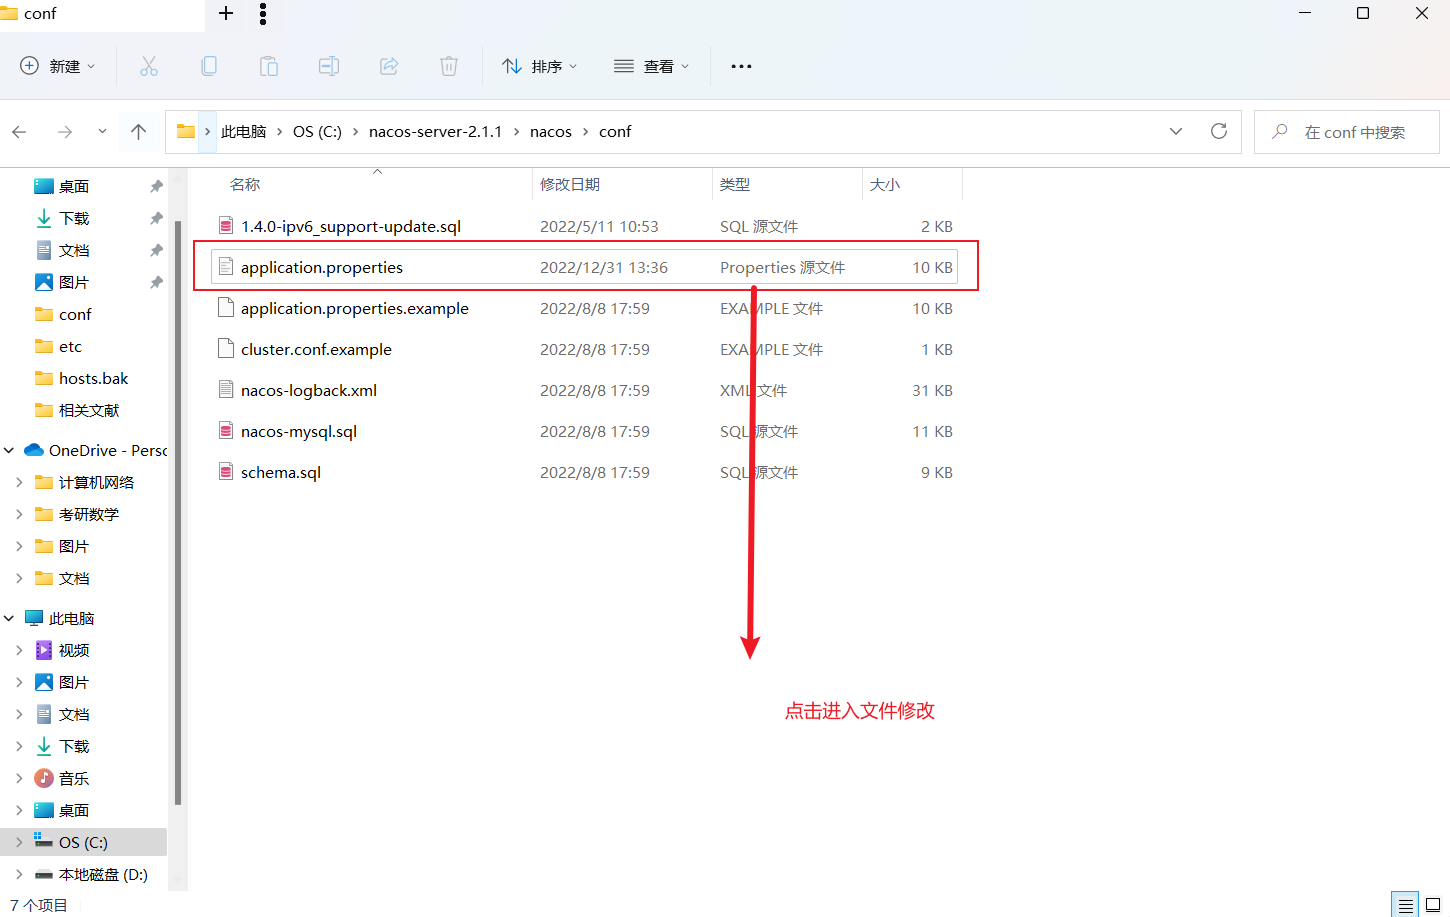 conf
新建
排序
查看
此电脑 > OS (C:) > nacos-server-2.1.1 > nacos > conf
在 conf 中搜索
桌面
下载
文档
图片
conf
etc
hosts.bak
相关文献
OneDrive - Perso
计算机网络
考研数学
图片
文档
此电脑
视频
图片
文档
下载
音乐
桌面
OS (C:)
本地磁盘 (D:)
名称 修改日期 类型 大小
1.4.0-ipv6_support-update.sql 2022/5/11 10:53 SQL 源文件 2 KB
application.properties 2022/12/31 13:36 Properties 源文件 10 KB
application.properties.example 2022/8/8 17:59 EXAMPLE 文件 10 KB
cluster.conf.example 2022/8/8 17:59 EXAMPLE 文件 1 KB
nacos-logback.xml 2022/8/8 17:59 XML 文件 31 KB
nacos-mysql.sql 2022/8/8 17:59 SQL 源文件 11 KB
schema.sql 2022/8/8 17:59 SQL 源文件 9 KB
点击进入文件修改
7 个项目